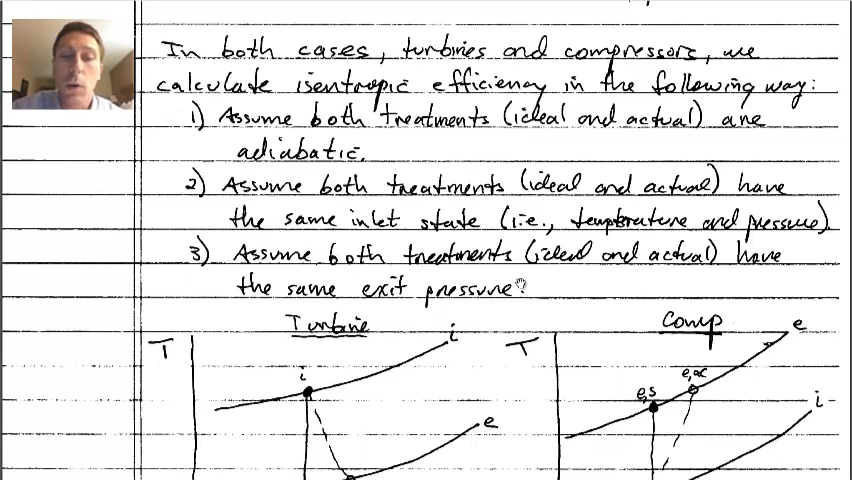 In both cases, turbines and compressors, we
calculate isentropic efficiency in the following way:
1) Assume both treatments (ideal and actual) are
adiabatic.
2) Assume both treatments (ideal and actual) have
the same inlet state (i.e., temperature and pressure).
3) Assume both treatments (ideal and actual) have
the same exit pressure
Turbine
Comp
T
i
i
e
T
e
e,s
e,ac
i